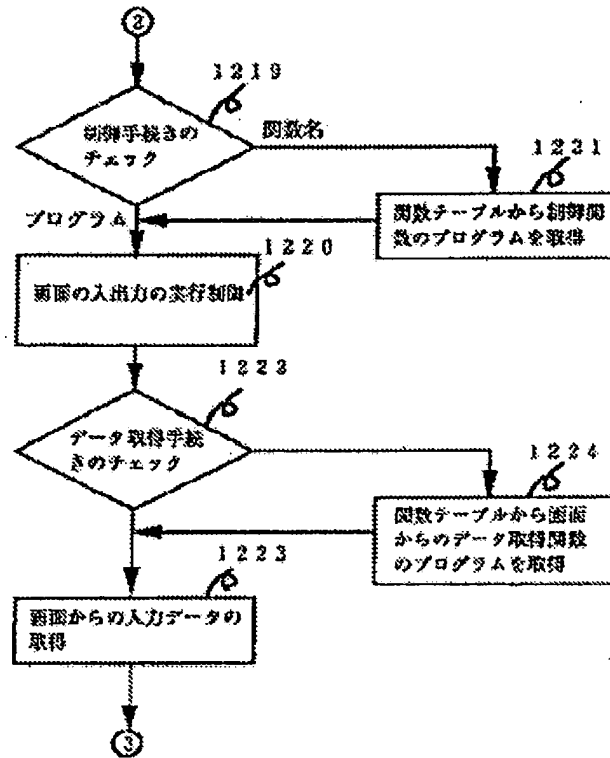 ②
1219
制御手続きの
チェック
関数名
1221
関数テーブルから制御関
数のプログラムを取得
プログラム
1220
画面の入出力の実行制御
1223
データ取得手続
きのチェック
1224
関数テーブルから画面
からのデータ取得関数
のプログラムを取得
1223
画面からの入力データの
取得
③